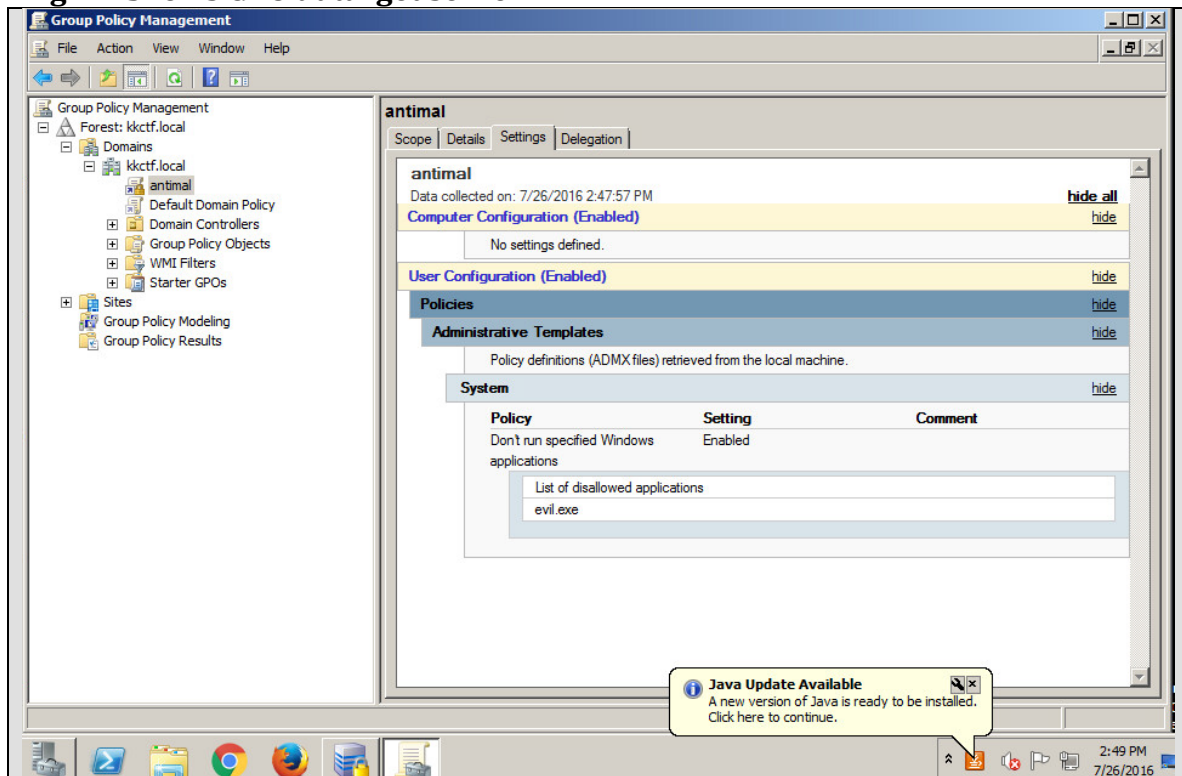 Group Policy Management
File Action View Window Help
Group Policy Management
Forest: kkctf.local
Domains
kkctf.local
antimal
Default Domain Policy
Domain Controllers
Group Policy Objects
WMI Filters
Starter GPOs
Sites
Group Policy Modeling
Group Policy Results
antimal
Scope Details Settings Delegation
antimal
Data collected on: 7/26/2016 2:47:57 PM hide all
Computer Configuration (Enabled) hide
No settings defined.
User Configuration (Enabled) hide
Policies hide
Administrative Templates hide
Policy definitions (ADMX files) retrieved from the local machine.
System hide
Policy Setting Comment
Don't run specified Windows Enabled
applications
List of disallowed applications
evil.exe
Java Update Available
A new version of Java is ready to be installed.
Click here to continue.
2:49 PM
7/26/2016